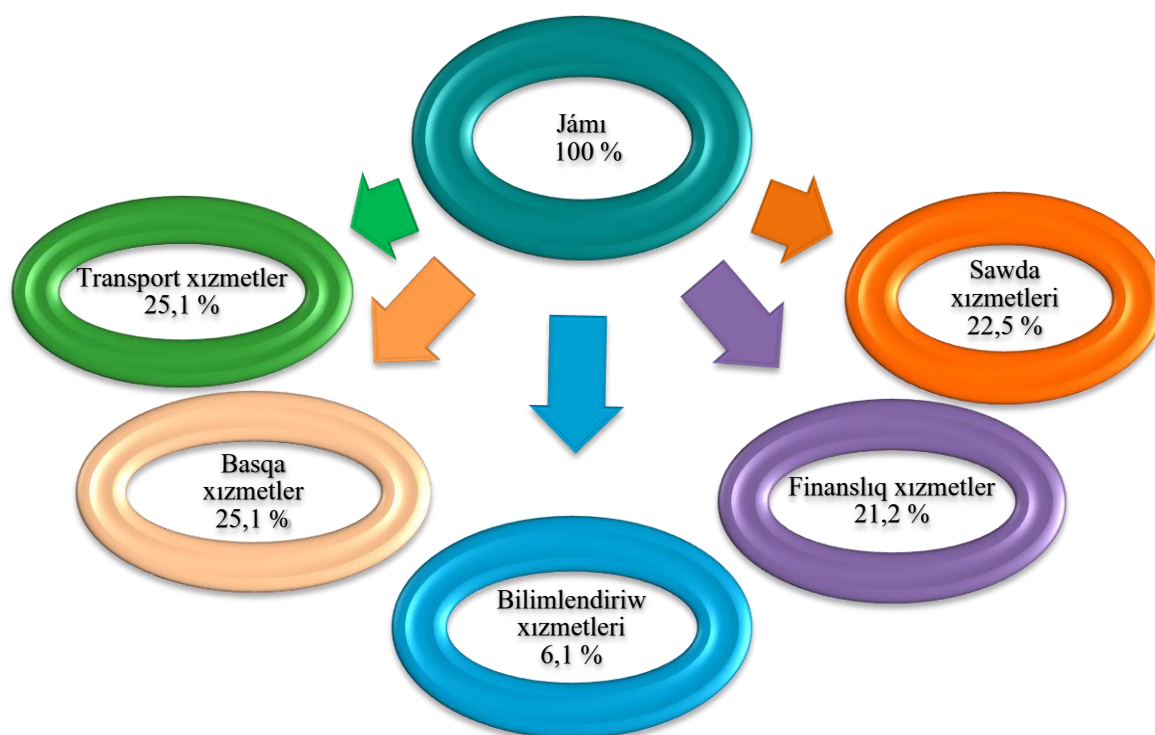 Jámı
100 %
Transport xızmetler
25,1 %
Sawda
xızmetleri
22,5 %
Basqa
xızmetler
25,1 %
Finanslıq xızmetler
21,2 %
Bilimlendiriw
xızmetleri
6,1 %